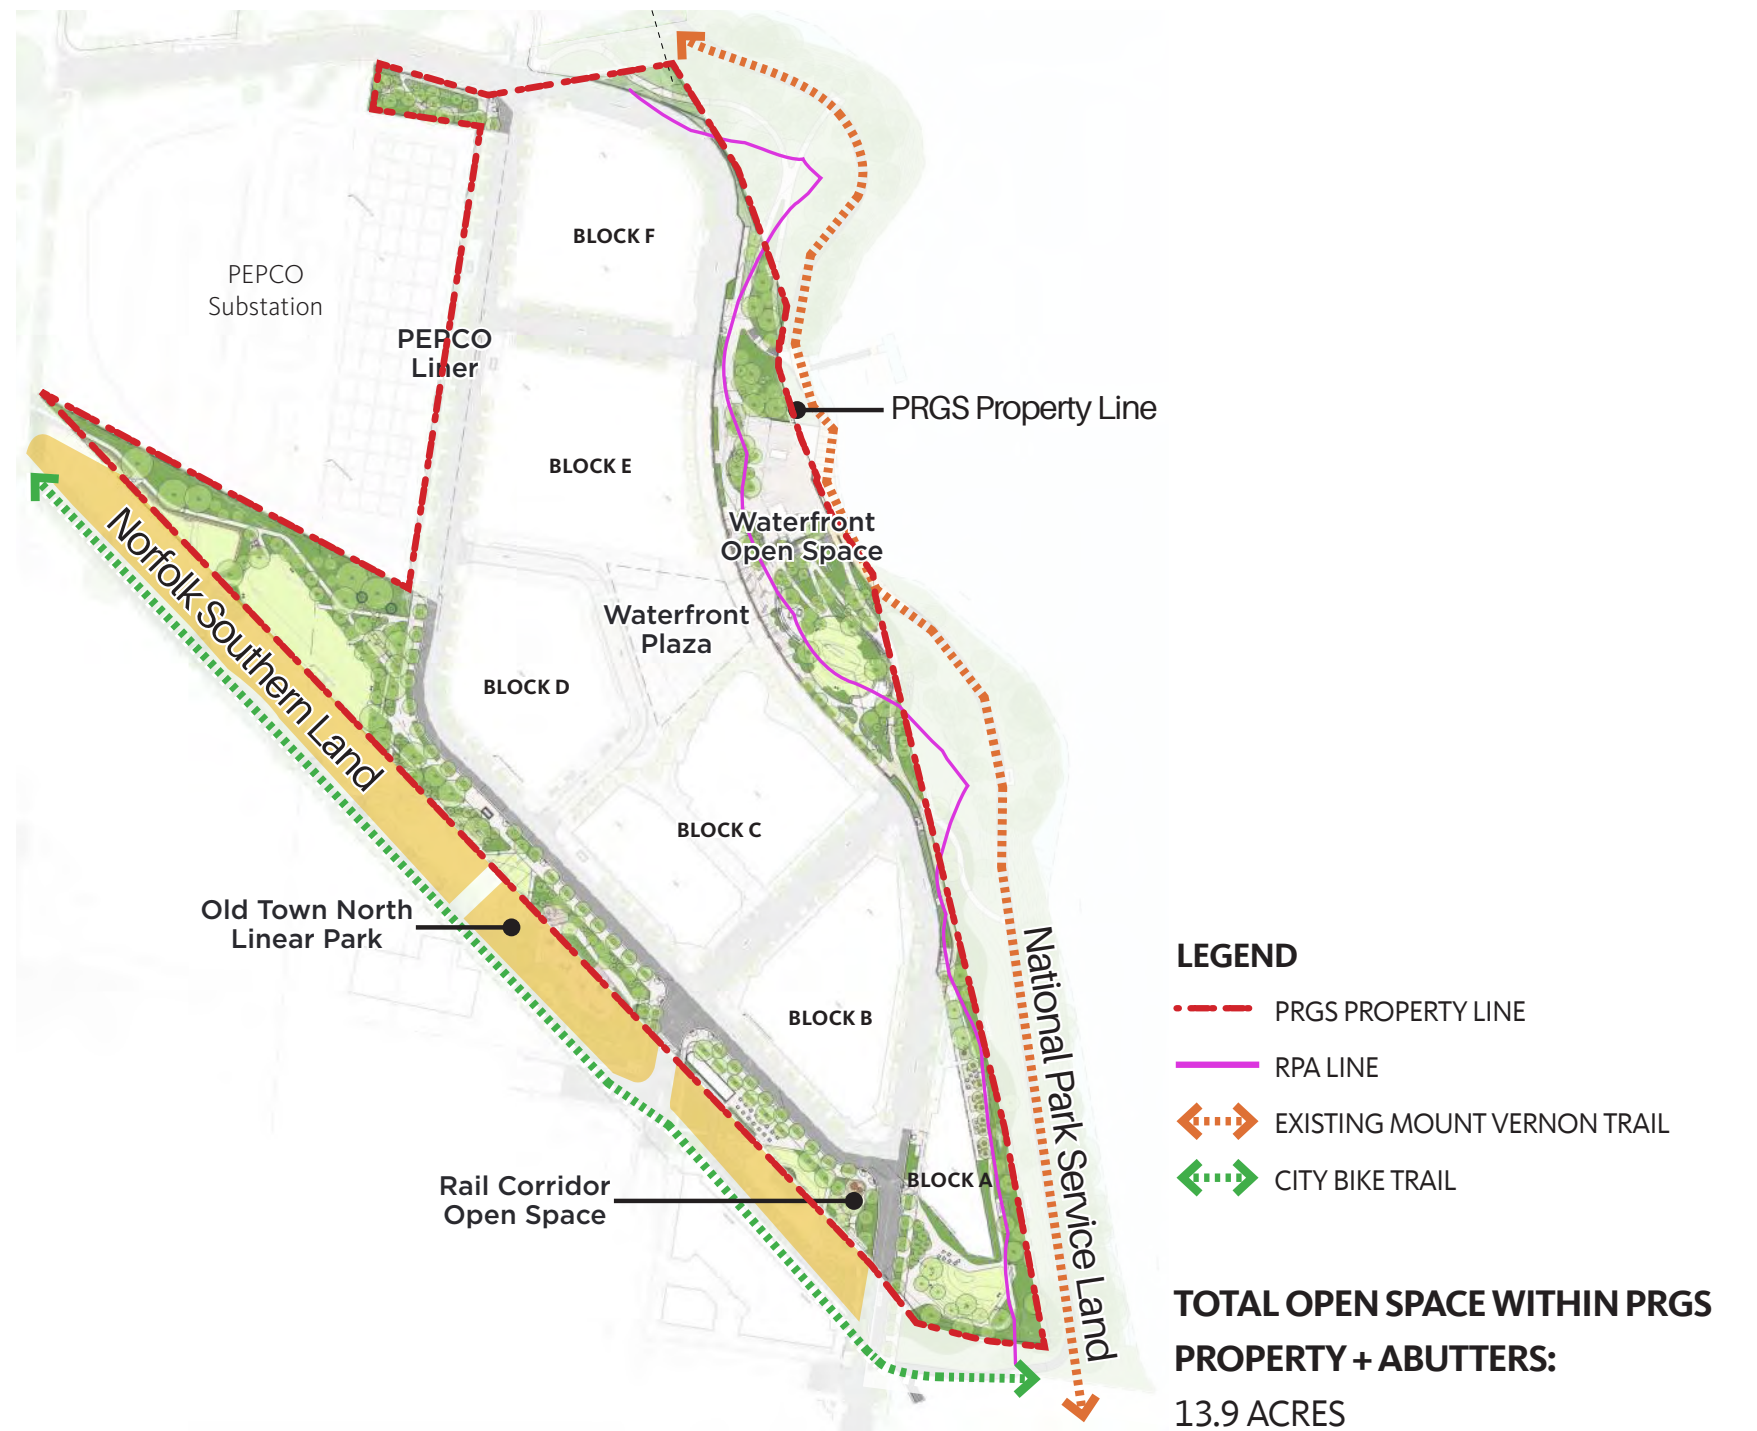 BLOCK F
PEPCO
Substation
PEPCO
Liner
PRGS Property Line
BLOCK E
Waterfront
Open Space
Norfolk Southern Land
Waterfront
Plaza
BLOCK D
BLOCK C
Old Town North
Linear Park
BLOCK B
National Park Service Land
Rail Corridor
Open Space
BLOCK A
LEGEND
PRGS PROPERTY LINE
RPA LINE
EXISTING MOUNT VERNON TRAIL
CITY BIKE TRAIL
TOTAL OPEN SPACE WITHIN PRGS
PROPERTY + ABUTTERS:
13.9 ACRES